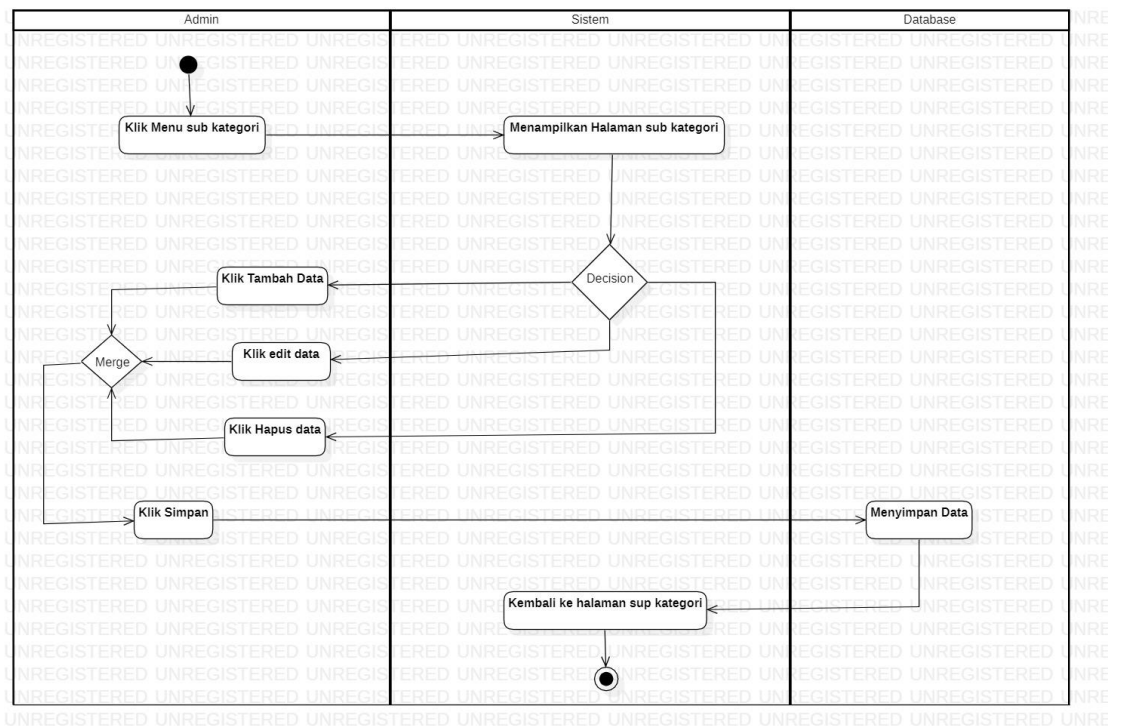 Admin
Sistem
Database
Klik Menu sub kategori
Menampilkan Halaman sub kategori
Klik Tambah Data
Decision
Klik edit data
Merge
Klik Hapus data
Klik Simpan
Menyimpan Data
Kembali ke halaman sup kategori
UNREGISTERED UNREGISTERED UNREGISTERED UNREGISTERED UNREGISTERED UNREGISTERED UNREGISTERED